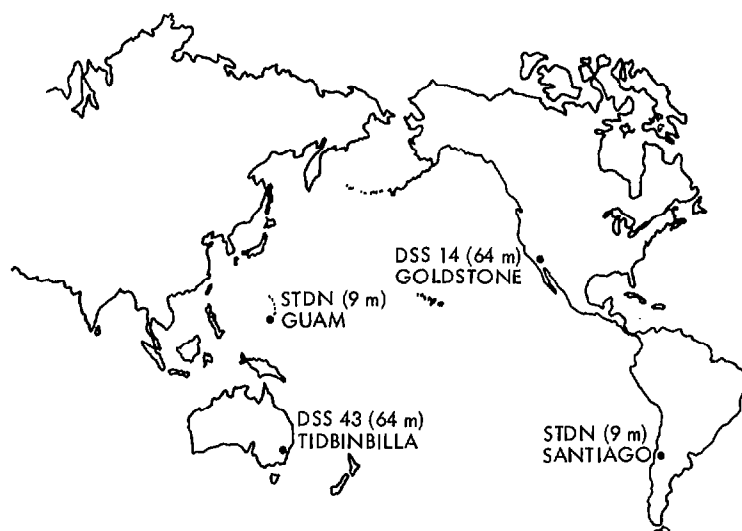 DSS 14 (64 m)
GOLDSTONE
STDN (9 m)
GUAM
DSS 43 (64 m)
TIDBINBILLA
STDN (9 m)
SANTIAGO